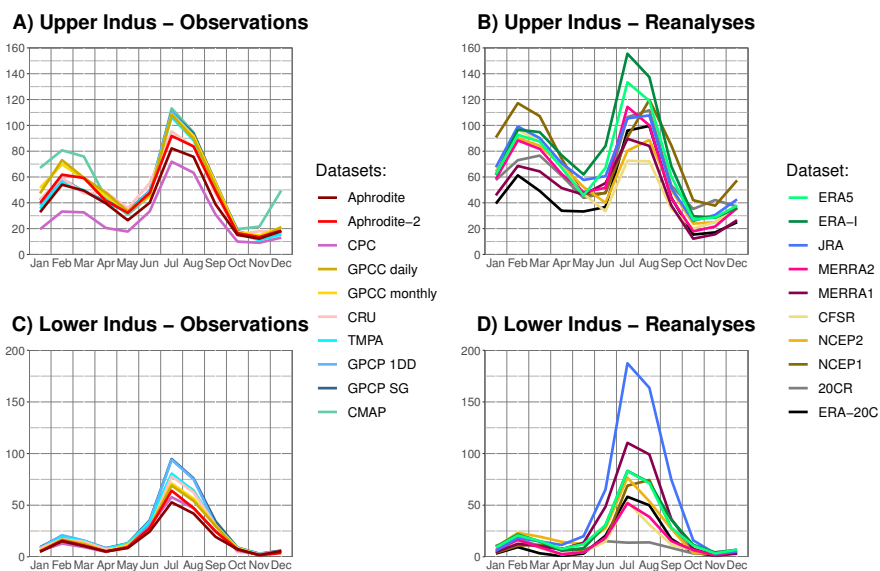 A) Upper Indus − Observations
160
140
120
100
80
60
40
20
0
Jan Feb Mar Apr May Jun Jul Aug Sep Oct Nov Dec
B) Upper Indus − Reanalyses
160
140
120
100
80
60
40
20
0
Jan Feb Mar Apr May Jun Jul Aug Sep Oct Nov Dec
Datasets:
Aphrodite
Aphrodite−2
CPC
GPCC daily
GPCC monthly
CRU
TMPA
GPCP 1DD
GPCP SG
CMAP
Dataset:
ERA5
ERA−I
JRA
MERRA2
MERRA1
CFSR
NCEP2
NCEP1
20CR
ERA−20C
C) Lower Indus − Observations
200
150
100
50
0
Jan Feb Mar Apr May Jun Jul Aug Sep Oct Nov Dec
D) Lower Indus − Reanalyses
200
150
100
50
0
Jan Feb Mar Apr May Jun Jul Aug Sep Oct Nov Dec